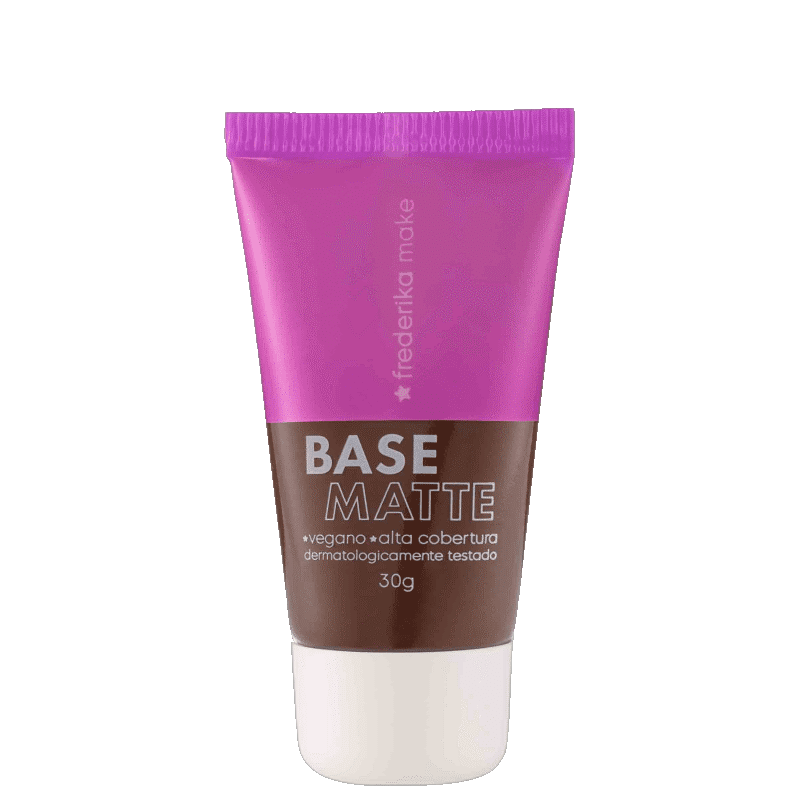 frederika make
BASE
MATTE
vegano alta cobertura
dermatologicamente testado
30g